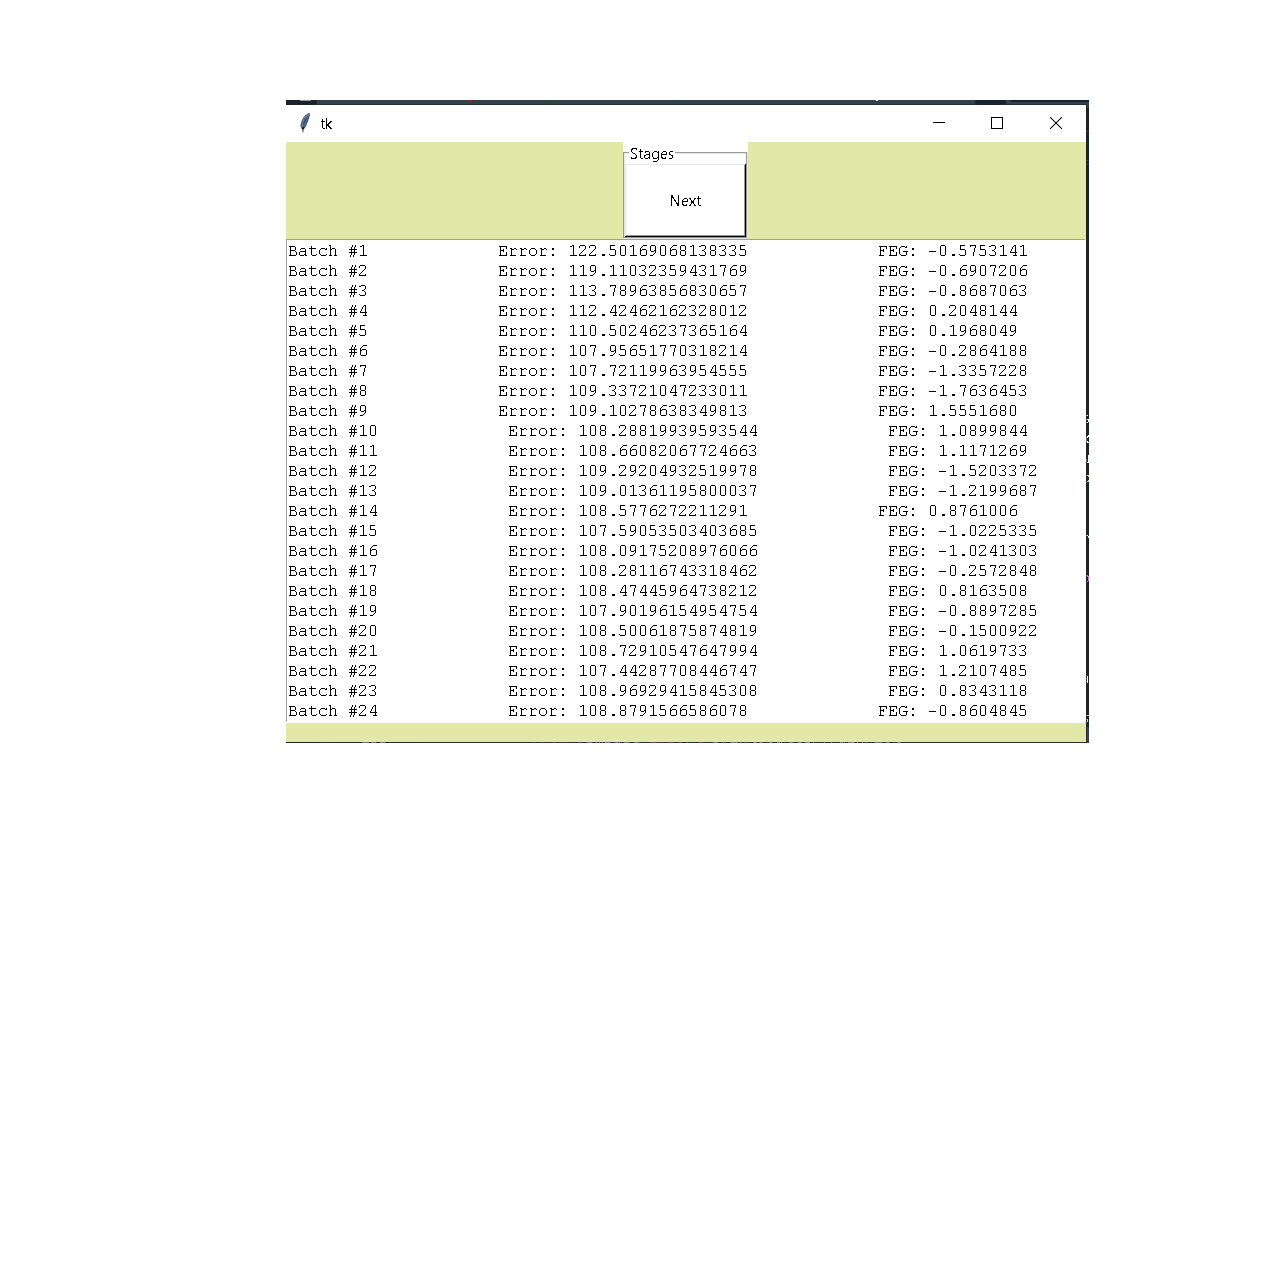 tk
Stages
Next
Batch #1 Error: 122.50169068138335 FEG: -0.5753141
Batch #2 Error: 119.11032359431769 FEG: -0.6907206
Batch #3 Error: 113.78963856830657 FEG: -0.8687063
Batch #4 Error: 112.42462162328012 FEG: 0.2048144
Batch #5 Error: 110.50246237365164 FEG: 0.1968049
Batch #6 Error: 107.95651770318214 FEG: -0.2864188
Batch #7 Error: 107.72119963954555 FEG: -1.3357228
Batch #8 Error: 109.33721047233011 FEG: -1.7636453
Batch #9 Error: 109.10278638349813 FEG: 1.5551680
Batch #10 Error: 108.28819939593544 FEG: 1.0899844
Batch #11 Error: 108.66082067724663 FEG: 1.1171269
Batch #12 Error: 109.29204932519978 FEG: -1.5203372
Batch #13 Error: 109.01361195800037 FEG: -1.2199687
Batch #14 Error: 108.5776272211291 FEG: 0.8761006
Batch #15 Error: 107.59053503403685 FEG: -1.0225335
Batch #16 Error: 108.09175208976066 FEG: -1.0241303
Batch #17 Error: 108.28116743318462 FEG: -0.2572848
Batch #18 Error: 108.47445964738212 FEG: 0.8163508
Batch #19 Error: 107.90196154954754 FEG: -0.8897285
Batch #20 Error: 108.50061875874819 FEG: -0.1500922
Batch #21 Error: 108.72910547647994 FEG: 1.0619733
Batch #22 Error: 107.44287708446747 FEG: 1.2107485
Batch #23 Error: 108.96929415845308 FEG: 0.8343118
Batch #24 Error: 108.8791566586078 FEG: -0.8604845